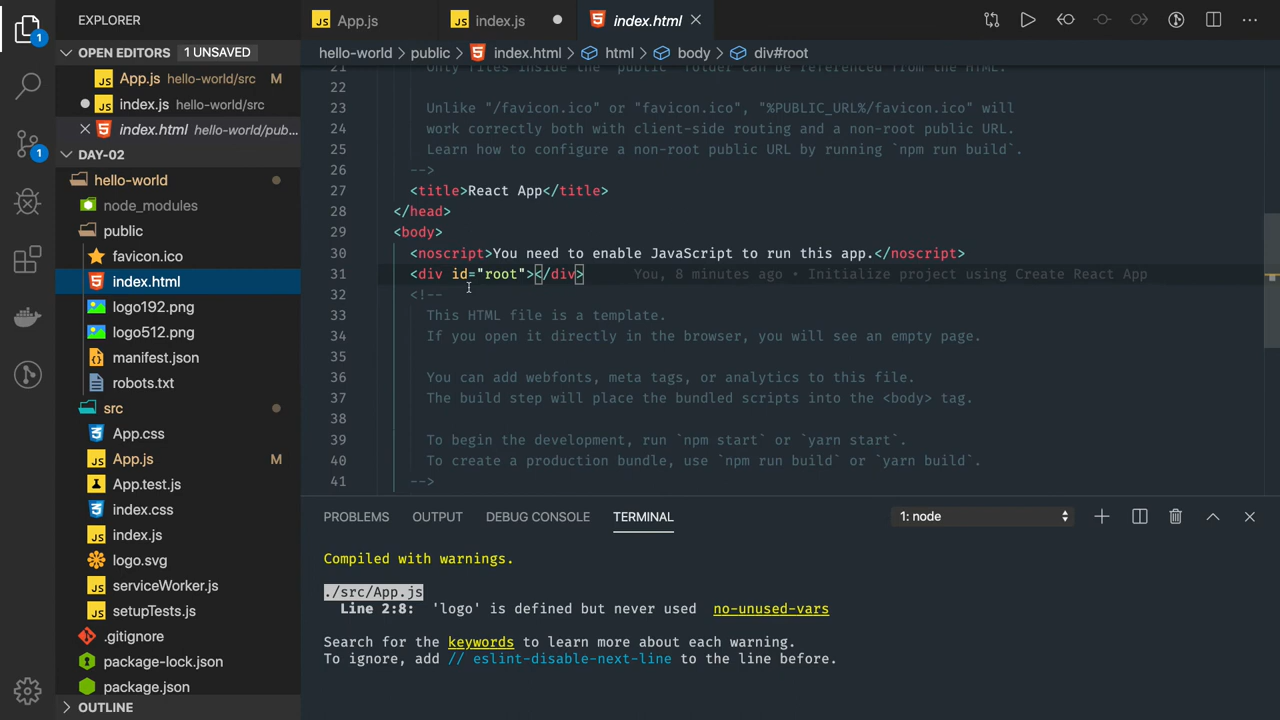 EXPLORER
App.js
index.js
index.html
OPEN EDITORS 1 UNSAVED
App.js hello-world/src M
index.js hello-world/src
index.html hello-world/pub...
DAY-02
hello-world
node_modules
public
favicon.ico
index.html
logo192.png
logo512.png
manifest.json
robots.txt
src
App.css
App.js M
App.test.js
index.css
index.js
logo.svg
serviceWorker.js
setupTests.js
.gitignore
package-lock.json
package.json
OUTLINE
1
1
hello-world > public > index.html > html > body > div#root
21 Only files inside the `public` folder can be referenced from the HTML.
22
23 Unlike "/favicon.ico" or "favicon.ico", "%PUBLIC_URL%/favicon.ico" will
24 work correctly both with client-side routing and a non-root public URL.
25 Learn how to configure a non-root public URL by running `npm run build`.
26 -->
27 <title>React App</title>
28 </head>
29 <body>
30 <noscript>You need to enable JavaScript to run this app.</noscript>
31 <div id="root"></div> You, 8 minutes ago • Initialize project using Create React App
32 <!--
33 This HTML file is a template.
34 If you open it directly in the browser, you will see an empty page.
35
36 You can add webfonts, meta tags, or analytics to this file.
37 The build step will place the bundled scripts into the <body> tag.
38
39 To begin the development, run `npm start` or `yarn start`.
40 To create a production bundle, use `npm run build` or `yarn build`.
41 -->
PROBLEMS OUTPUT DEBUG CONSOLE TERMINAL 1: node
Compiled with warnings.
./src/App.js
Line 2:8: 'logo' is defined but never used no-unused-vars
Search for the keywords to learn more about each warning.
To ignore, add // eslint-disable-next-line to the line before.